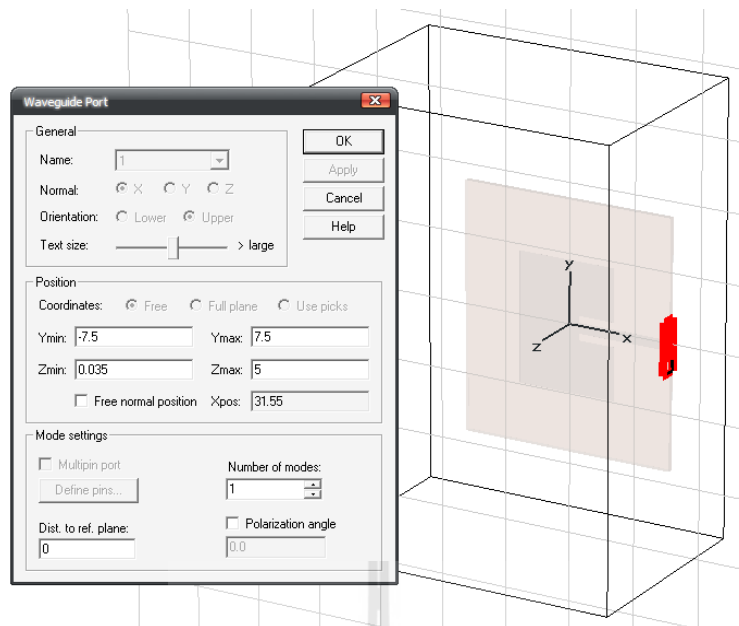 Waveguide Port
General
Name: 1
Normal: X Y Z
Orientation: Lower Upper
Text size: > large
OK
Apply
Cancel
Help
Position
Coordinates: Free Full plane Use picks
Ymin: -7.5 Ymax: 7.5
Zmin: 0.035 Zmax: 5
Free normal position Xpos: 31.55
Mode settings
Multipin port
Define pins...
Number of modes:
1
Dist. to ref. plane:
0
Polarization angle
0.0
y
x
z